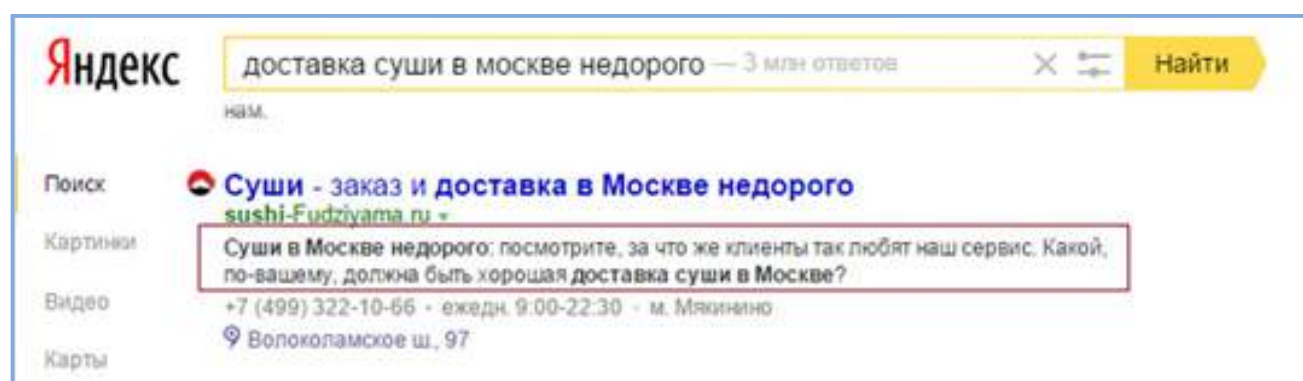 Яндекс
доставка суши в москве недорого — 3 млн ответов
Найти
нам.
Поиск
Суши - заказ и доставка в Москве недорого
sushi-Fudziyama.ru
Картинки
Суши в Москве недорого: посмотрите, за что же клиенты так любят наш сервис. Какой,
по-вашему, должна быть хорошая доставка суши в Москве?
Видео
+7 (499) 322-10-66 - ежедн. 9:00-22:30 - м. Мякинино
Волоколамское ш., 97
Карты